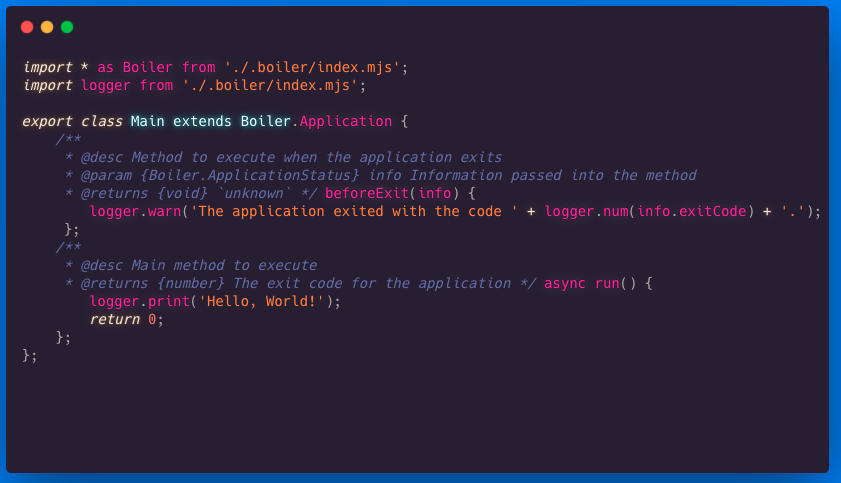 import * as Boiler from './.boiler/index.mjs';
import logger from './.boiler/index.mjs';

export class Main extends Boiler.Application {
    /**
     * @desc Method to execute when the application exits
     * @param {Boiler.ApplicationStatus} info Information passed into the method
     * @returns {void} `unknown` */ beforeExit(info) {
        logger.warn('The application exited with the code ' + logger.num(info.exitCode) + '.');
     };
    /**
     * @desc Main method to execute
     * @returns {number} The exit code for the application */ async run() {
        logger.print('Hello, World!');
        return 0;
    };
};